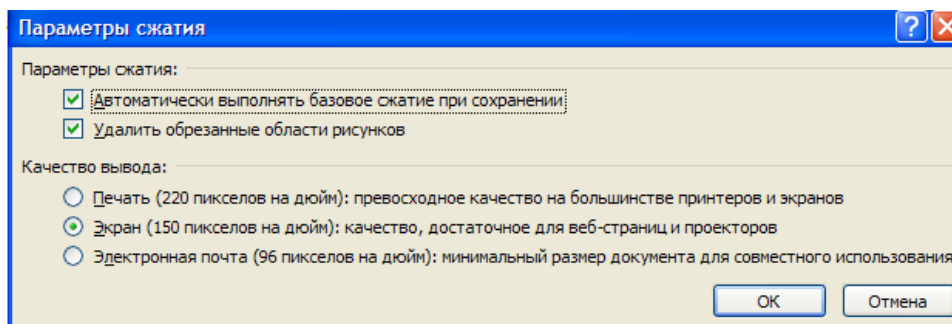 Параметры сжатия
Параметры сжатия:
Автоматически выполнять базовое сжатие при сохранении
Удалить обрезанные области рисунков
Качество вывода:
Печать (220 пикселов на дюйм): превосходное качество на большинстве принтеров и экранов
Экран (150 пикселов на дюйм): качество, достаточное для веб-страниц и проекторов
Электронная почта (96 пикселов на дюйм): минимальный размер документа для совместного использования
ОК Отмена